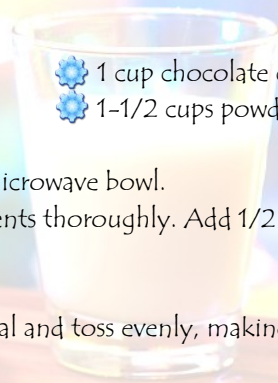 1 cup chocolate
1-1/2 cups powd
icrowave bowl.
ents thoroughly. Add 1/2
al and toss evenly, makin